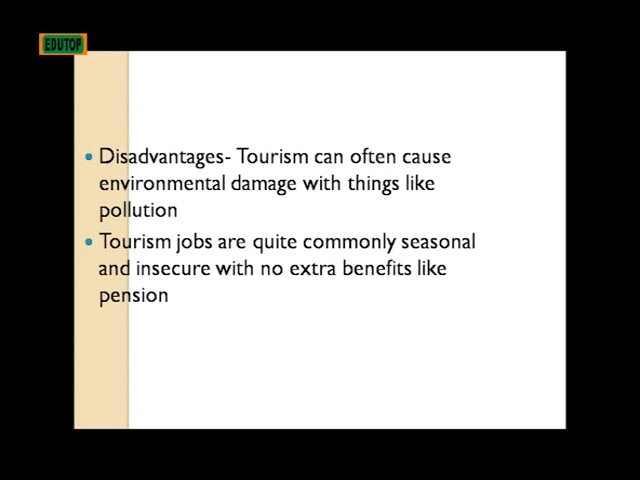 EDUTOP
Disadvantages- Tourism can often cause
environmental damage with things like
pollution
Tourism jobs are quite commonly seasonal
and insecure with no extra benefits like
pension